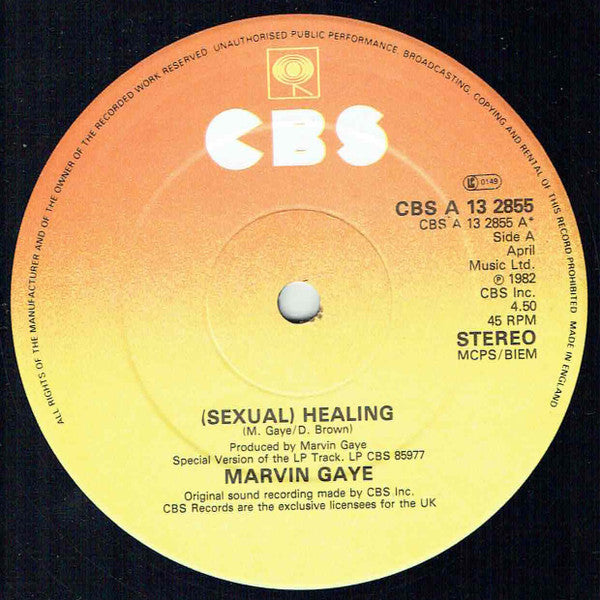 ALL RIGHTS OF THE MANUFACTURER AND OF THE OWNER OF THE RECORDED WORK RESERVED UNAUTHORISED PUBLIC PERFORMANCE, BROADCASTING, COPYING AND RENTAL OF THIS RECORD PROHIBITED MADE IN ENGLAND
CBS
LC 0149
CBS A 13 2855
CBS A 13 2855 A*
Side A
April
Music Ltd.
℗ 1982
CBS Inc.
4.50
45 RPM
STEREO
MCPS/BIEM
(SEXUAL) HEALING
(M. Gaye/D. Brown)
Produced by Marvin Gaye
Special Version of the LP Track. LP CBS 85977
MARVIN GAYE
Original sound recording made by CBS Inc.
CBS Records are the exclusive licensees for the UK